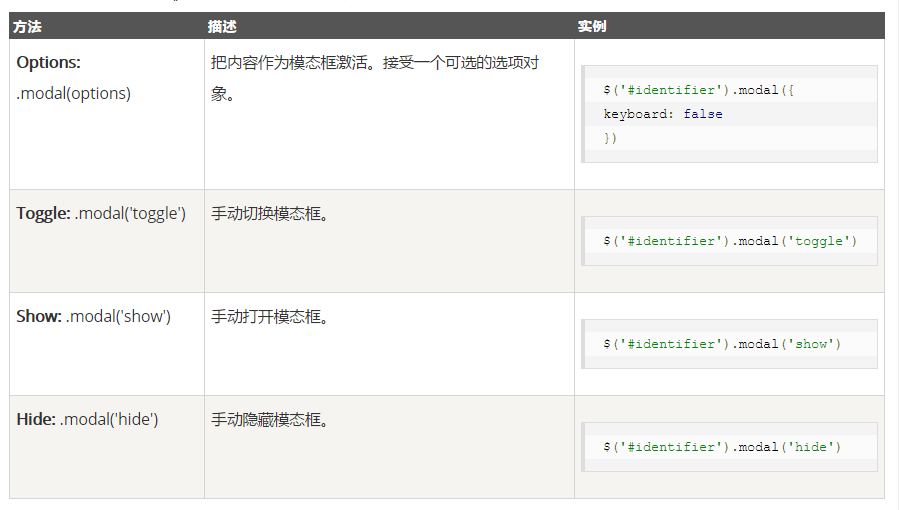 方法 描述 实例
Options:
.modal(options)
把内容作为模态框激活。接受一个可选的选项对
象。
$('#identifier').modal({
keyboard: false
})
Toggle: .modal('toggle')
手动切换模态框。
$('#identifier').modal('toggle')
Show: .modal('show')
手动打开模态框。
$('#identifier').modal('show')
Hide: .modal('hide')
手动隐藏模态框。
$('#identifier').modal('hide')